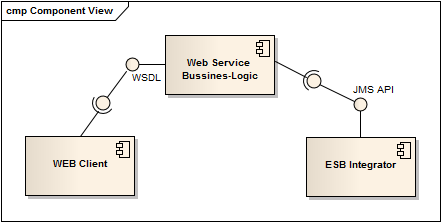 cmp Component View
Web Service
Bussines-Logic
WSDL
JMS API
WEB Client
ESB Integrator